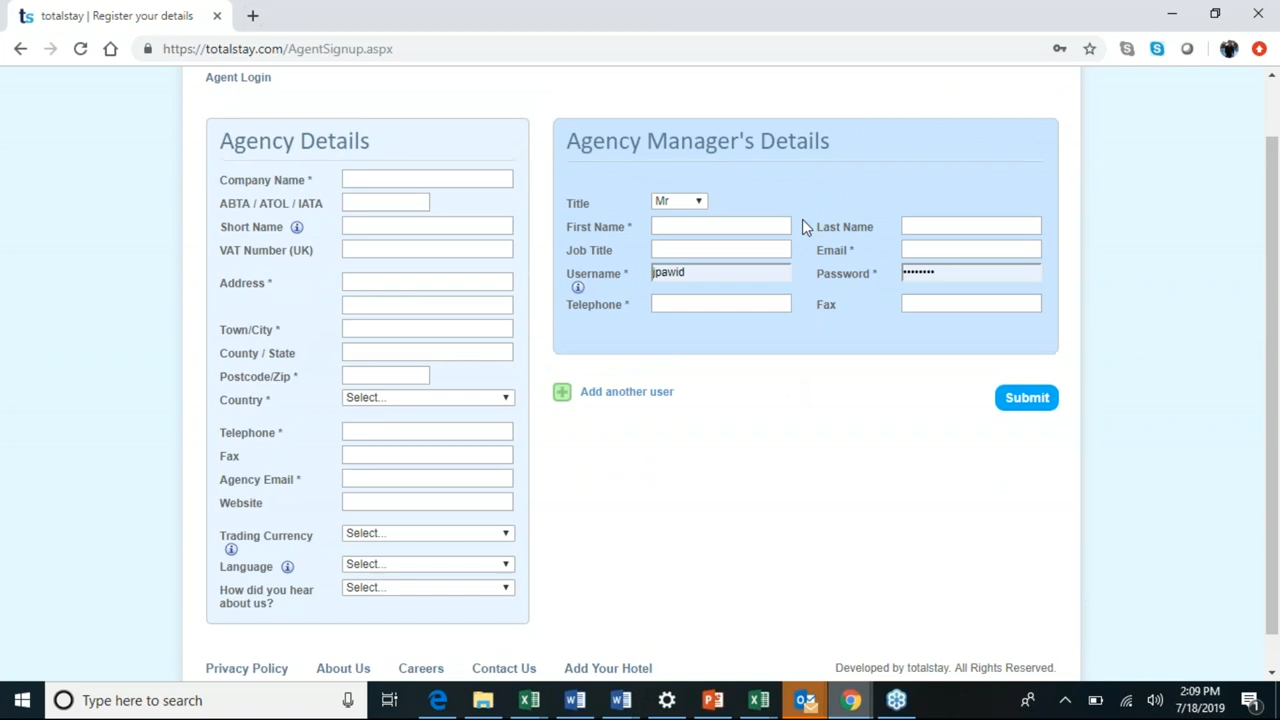 ts totalstay | Register your details
https://totalstay.com/AgentSignup.aspx
Agent Login
Agency Details
Company Name *
ABTA / ATOL / IATA
Short Name i
VAT Number (UK)
Address *
Town/City *
County / State
Postcode/Zip *
Country * Select...
Telephone *
Fax
Agency Email *
Website
Trading Currency Select...
i
Language i Select...
How did you hear Select...
about us?
Agency Manager's Details
Title Mr
First Name * Last Name
Job Title Email *
Username * jpawid Password * ••••••••
i
Telephone * Fax
Add another user
Submit
Privacy Policy About Us Careers Contact Us Add Your Hotel Developed by totalstay. All Rights Reserved.
Type here to search
2:09 PM
7/18/2019
1